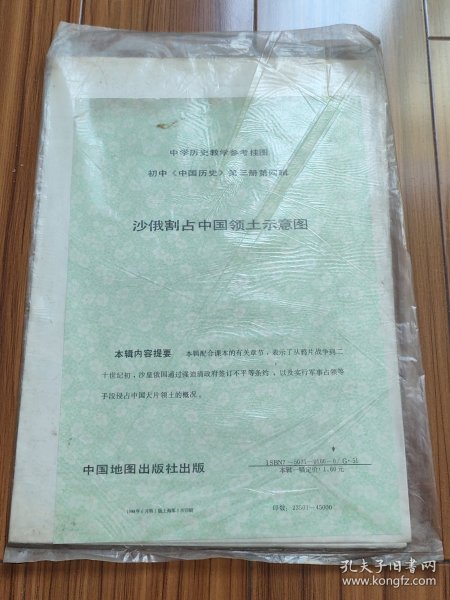 中学历史教学参考挂图
初中《中国历史》第三册第四辑
沙俄割占中国领土示意图
本辑内容提要 本辑配合课本的有关章节，表示了从鸦片战争到二
十世纪初，沙皇俄国通过强迫清政府签订不平等条约，以及实行军事占领等
手段侵占中国大片领土的概况。
中国地图出版社出版
本辑一幅定价：1.60元
印数：23501—45000
孔夫子旧书网
www.kongfz.com